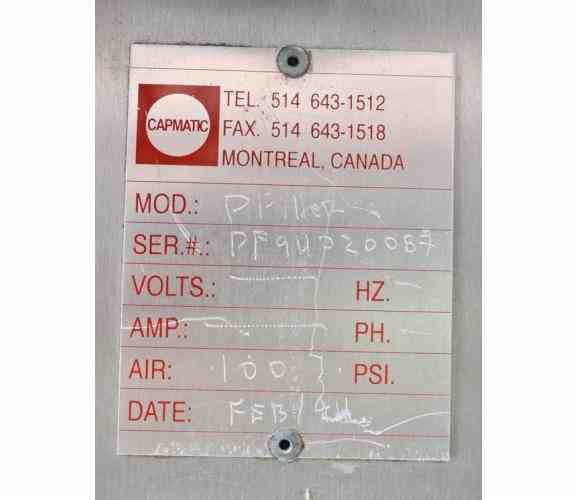 CAPMATIC
TEL. 514 643-1512
FAX. 514 643-1518
MONTREAL, CANADA
MOD.: PFiller
SER.#.:
VOLTS.: HZ.
AMP.: PH.
AIR: 100 PSI.
DATE: FEB